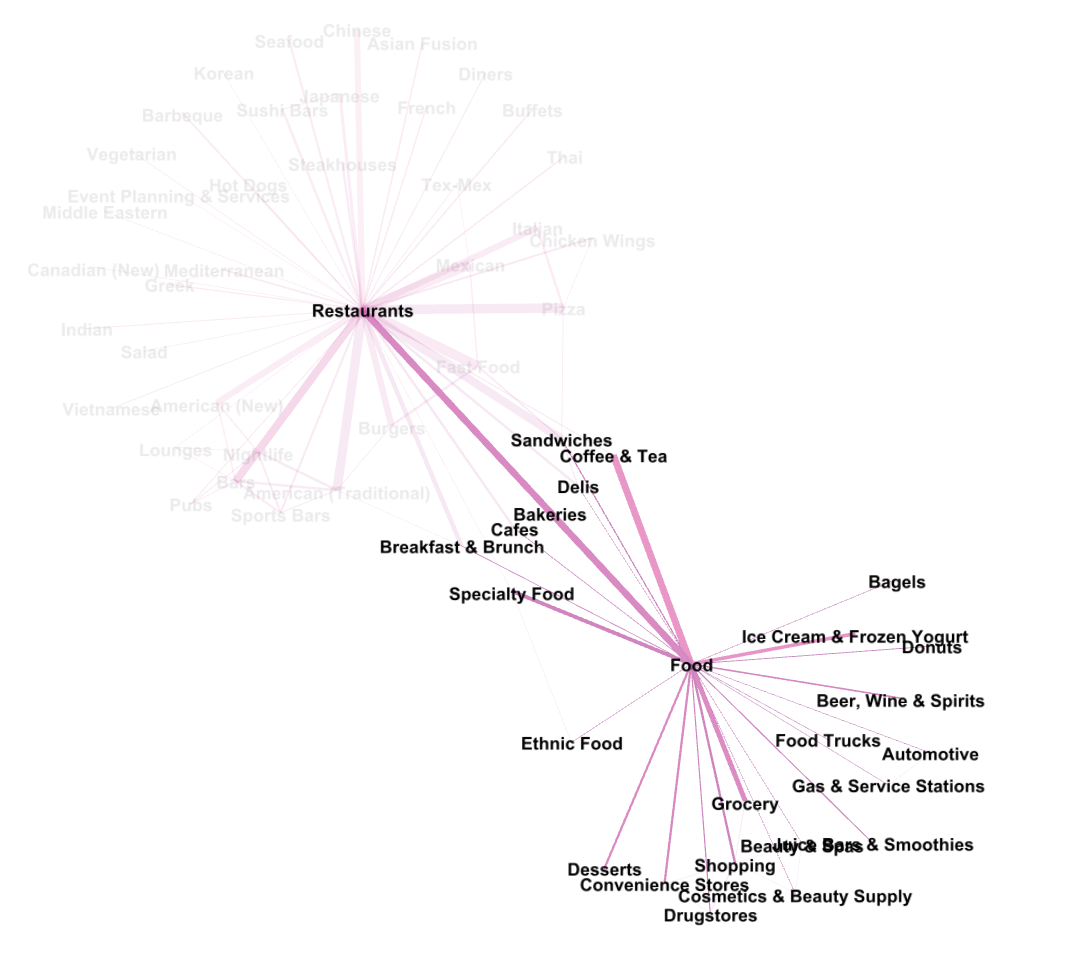 Chinese
Seafood
Asian Fusion
Korean
Diners
Japanese
Sushi Bars
French
Buffets
Barbeque
Vegetarian
Thai
Steakhouses
Hot Dogs
Tex-Mex
Event Planning & Services
Middle Eastern
Italian
Chicken Wings
Mexican
Canadian (New)
Mediterranean
Greek
Restaurants
Pizza
Indian
Salad
Fast Food
Vietnamese
American (New)
Burgers
Sandwiches
Lounges
Nightlife
Coffee & Tea
Bars
Delis
American (Traditional)
Pubs
Sports Bars
Bakeries
Cafes
Breakfast & Brunch
Bagels
Specialty Food
Ice Cream & Frozen Yogurt
Donuts
Food
Beer, Wine & Spirits
Ethnic Food
Food Trucks
Automotive
Gas & Service Stations
Grocery
Beauty & Spas
Juice Bars & Smoothies
Shopping
Desserts
Convenience Stores
Cosmetics & Beauty Supply
Drugstores